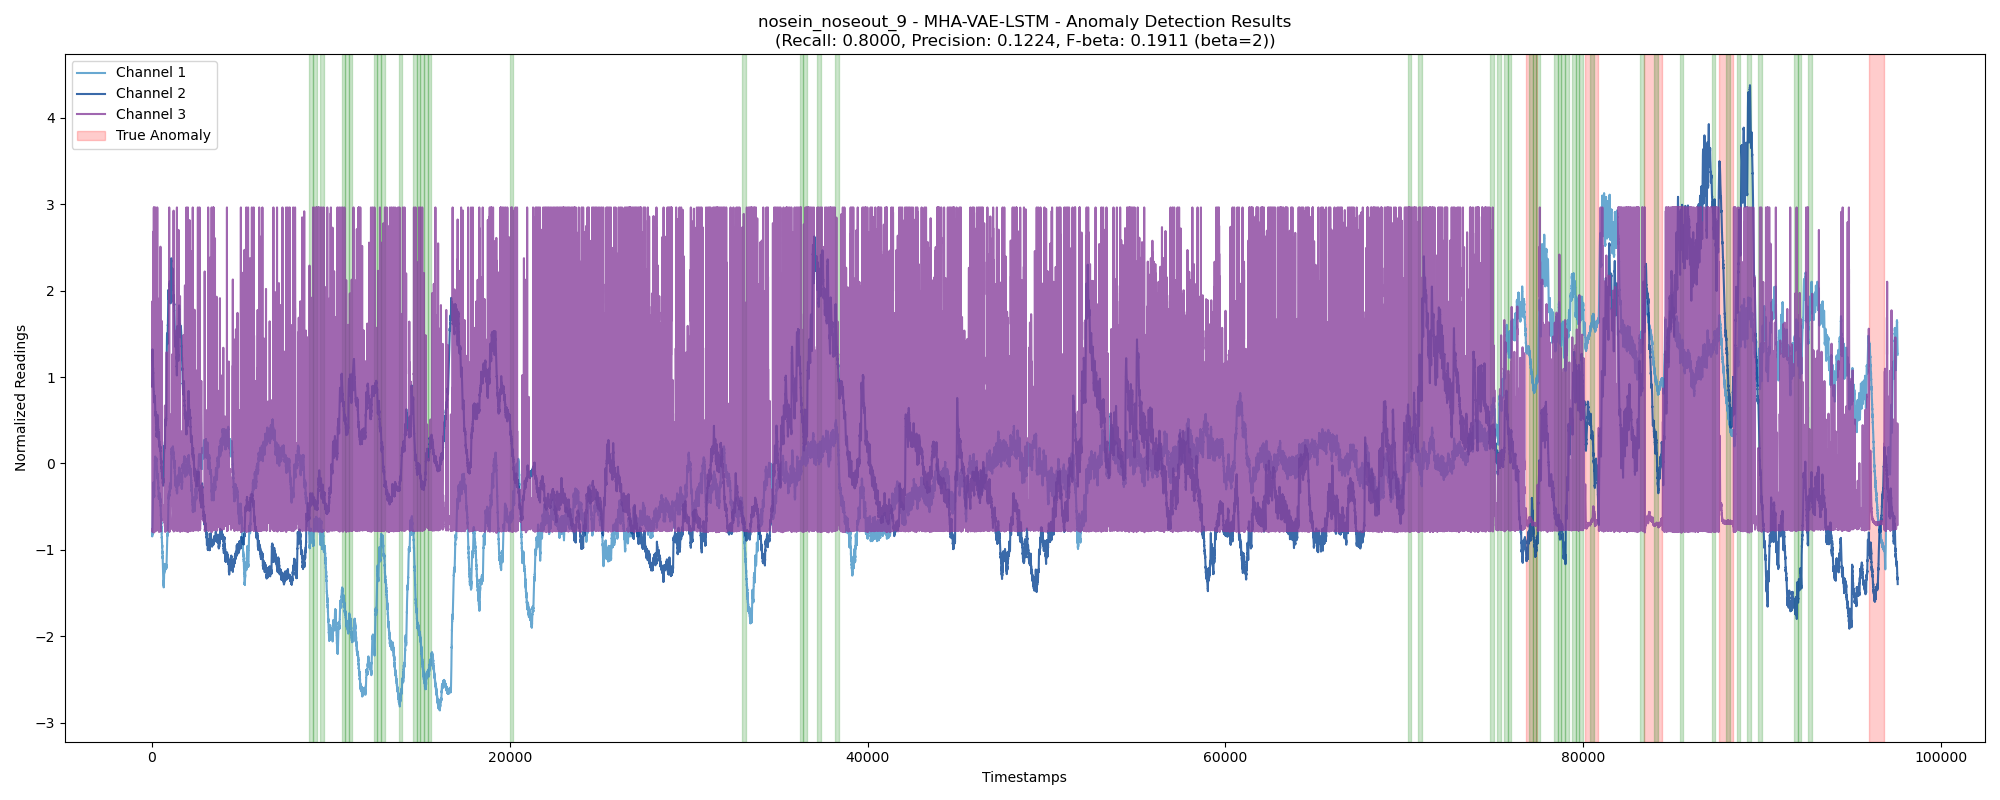 nosein_noseout_9 - MHA-VAE-LSTM - Anomaly Detection Results
(Recall: 0.8000, Precision: 0.1224, F-beta: 0.1911 (beta=2))
Channel 1
Channel 2
Channel 3
True Anomaly
Normalized Readings
4
3
2
1
0
−1
−2
−3
0
20000
40000
60000
80000
100000
Timestamps